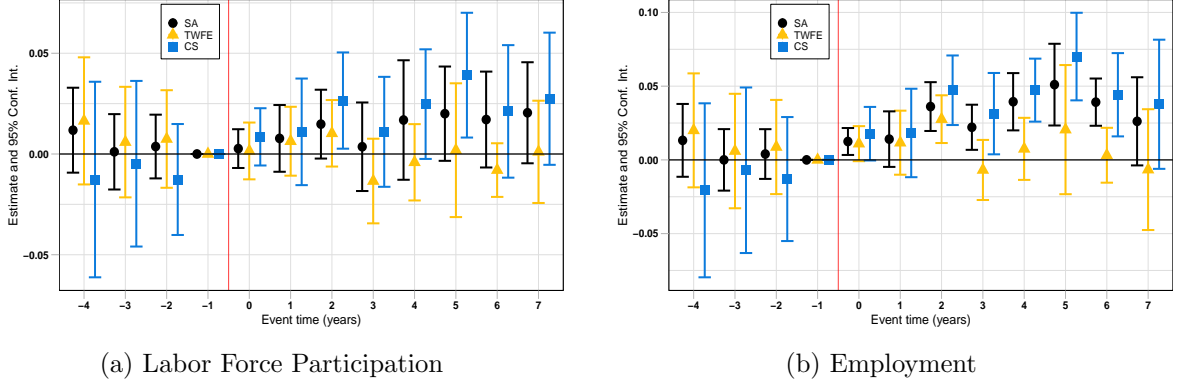 SA
TWFE
CS
0.05
0.00
−0.05
Estimate and 95% Conf. Int.
−4 −3 −2 −1 0 1 2 3 4 5 6 7
Event time (years)
(a) Labor Force Participation
SA
TWFE
CS
0.10
0.05
0.00
−0.05
Estimate and 95% Conf. Int.
−4 −3 −2 −1 0 1 2 3 4 5 6 7
Event time (years)
(b) Employment